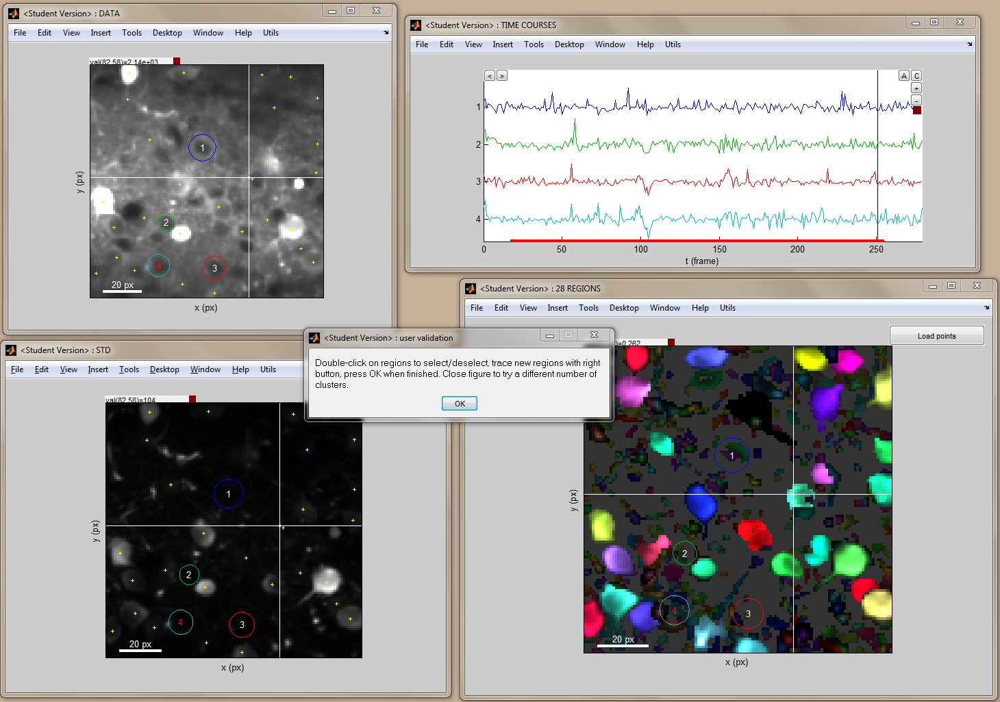 <Student Version> : DATA
File Edit View Insert Tools Desktop Window Help Utils
val(82,58)=2.14e+03
1
2
3
4
20 px
x (px)
y (px)
<Student Version> : TIME COURSES
File Edit View Insert Tools Desktop Window Help Utils
< >
A C
+
-
1
2
3
4
0 50 100 150 200 250
t (frame)
<Student Version> : STD
File Edit View Insert Tools Desktop Window Help Utils
val(82,58)=104
1
2
3
4
20 px
x (px)
y (px)
<Student Version> : user validation
Double-click on regions to select/deselect, trace new regions with right
button, press OK when finished. Close figure to try a different number of
clusters.
OK
<Student Version> : 28 REGIONS
File Edit View Insert Tools Desktop Window Help Utils
Load points
)=0.262
1
2
3
4
20 px
x (px)
y (px)